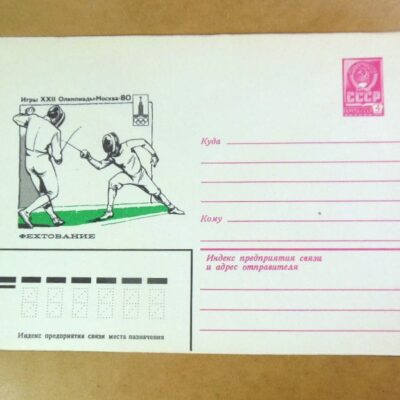 Игры XXII Олимпиады•Москва-80
СССР
4
Куда
ФЕХТОВАНИЕ
Кому
Индекс предприятия связи
и адрес отправителя
Индекс предприятия связи места назначения